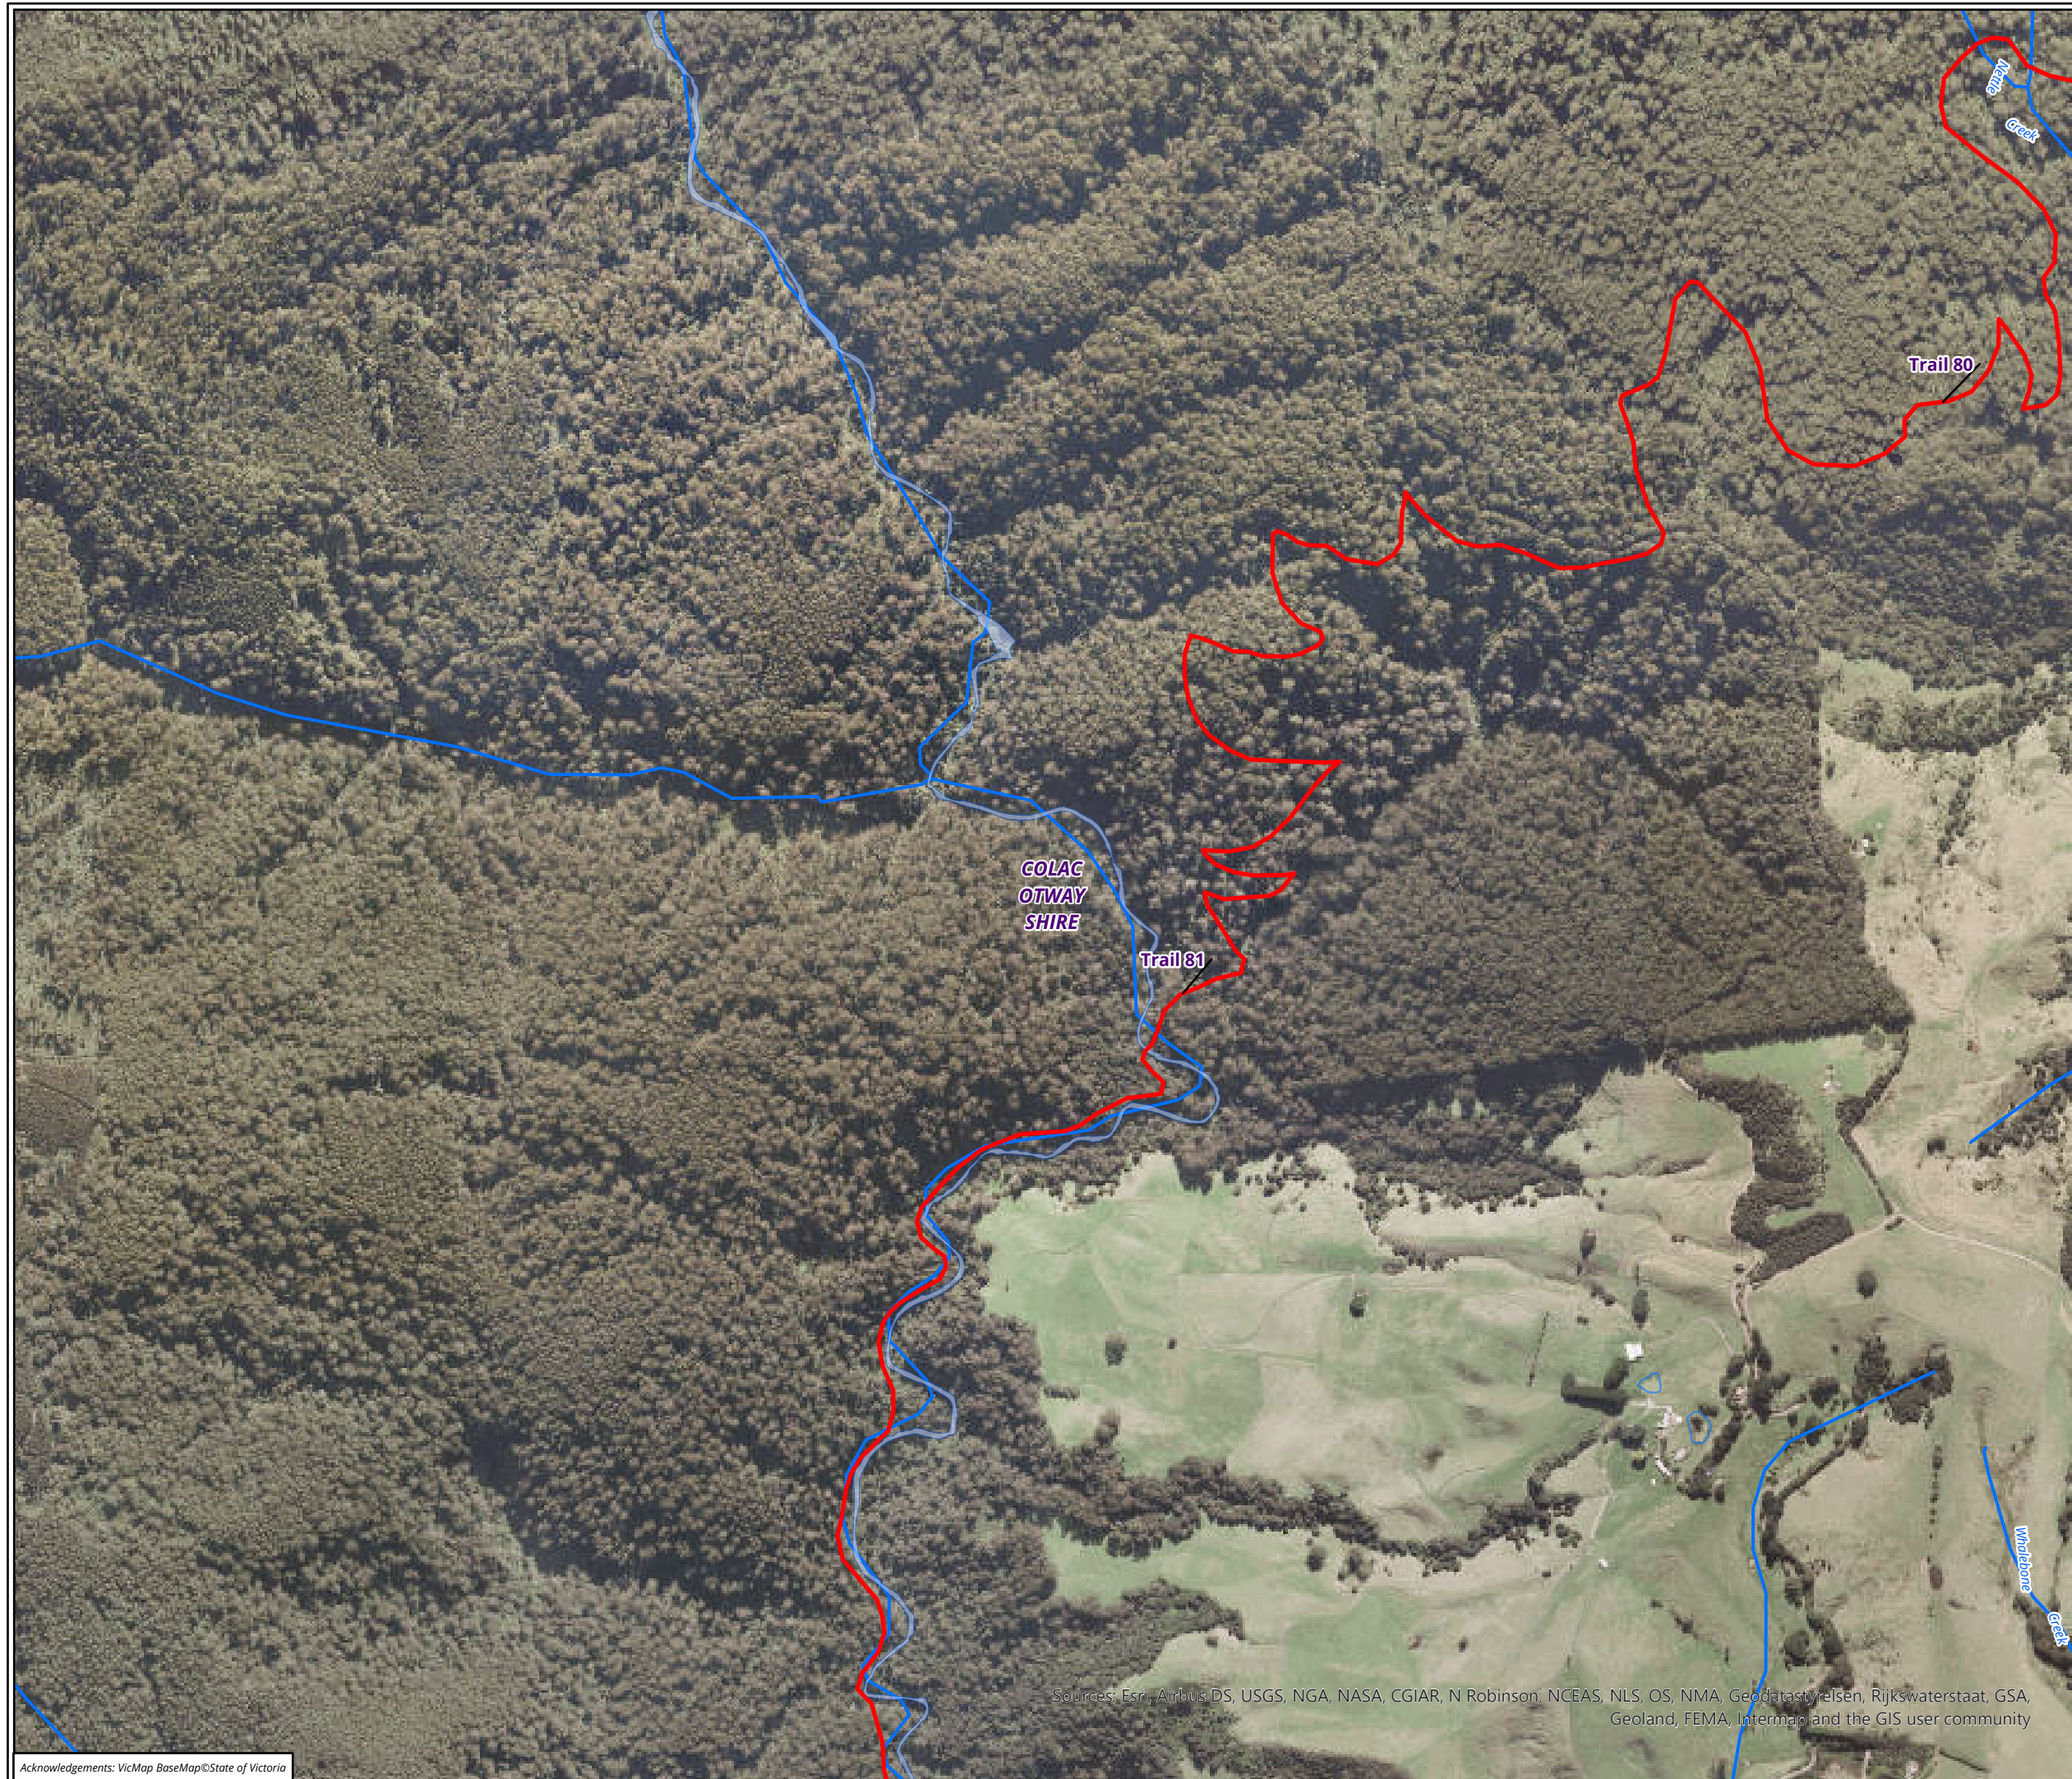 Nettle
Creek
Trail 80
COLAC
OTWAY
SHIRE
Trail 81
Whalebone
Creek
Sources: Esri, Airbus DS, USGS, NGA, NASA, CGIAR, N Robinson, NCEAS, NLS, OS, NMA, Geodatastyrelsen, Rijkswaterstaat, GSA,
Geoland, FEMA, Intermap and the GIS user community
Acknowledgements: VicMap BaseMap©State of Victoria